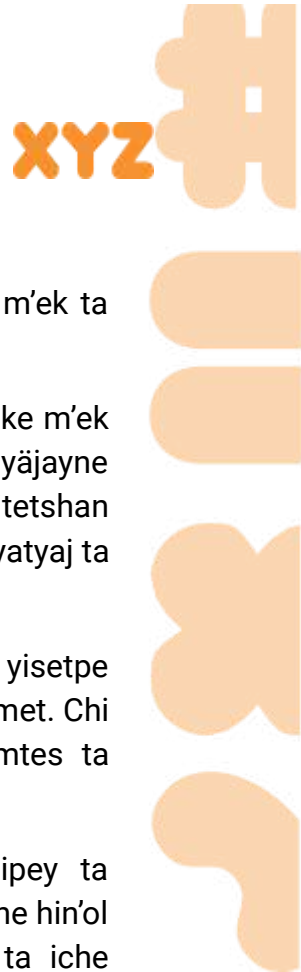 XYZ
m'ek ta
ke m'ek
yäjayne
tetshan
vatyaj ta
yisetpe
met. Chi
mtes ta
ipey ta
ne hin'ol
ta iche